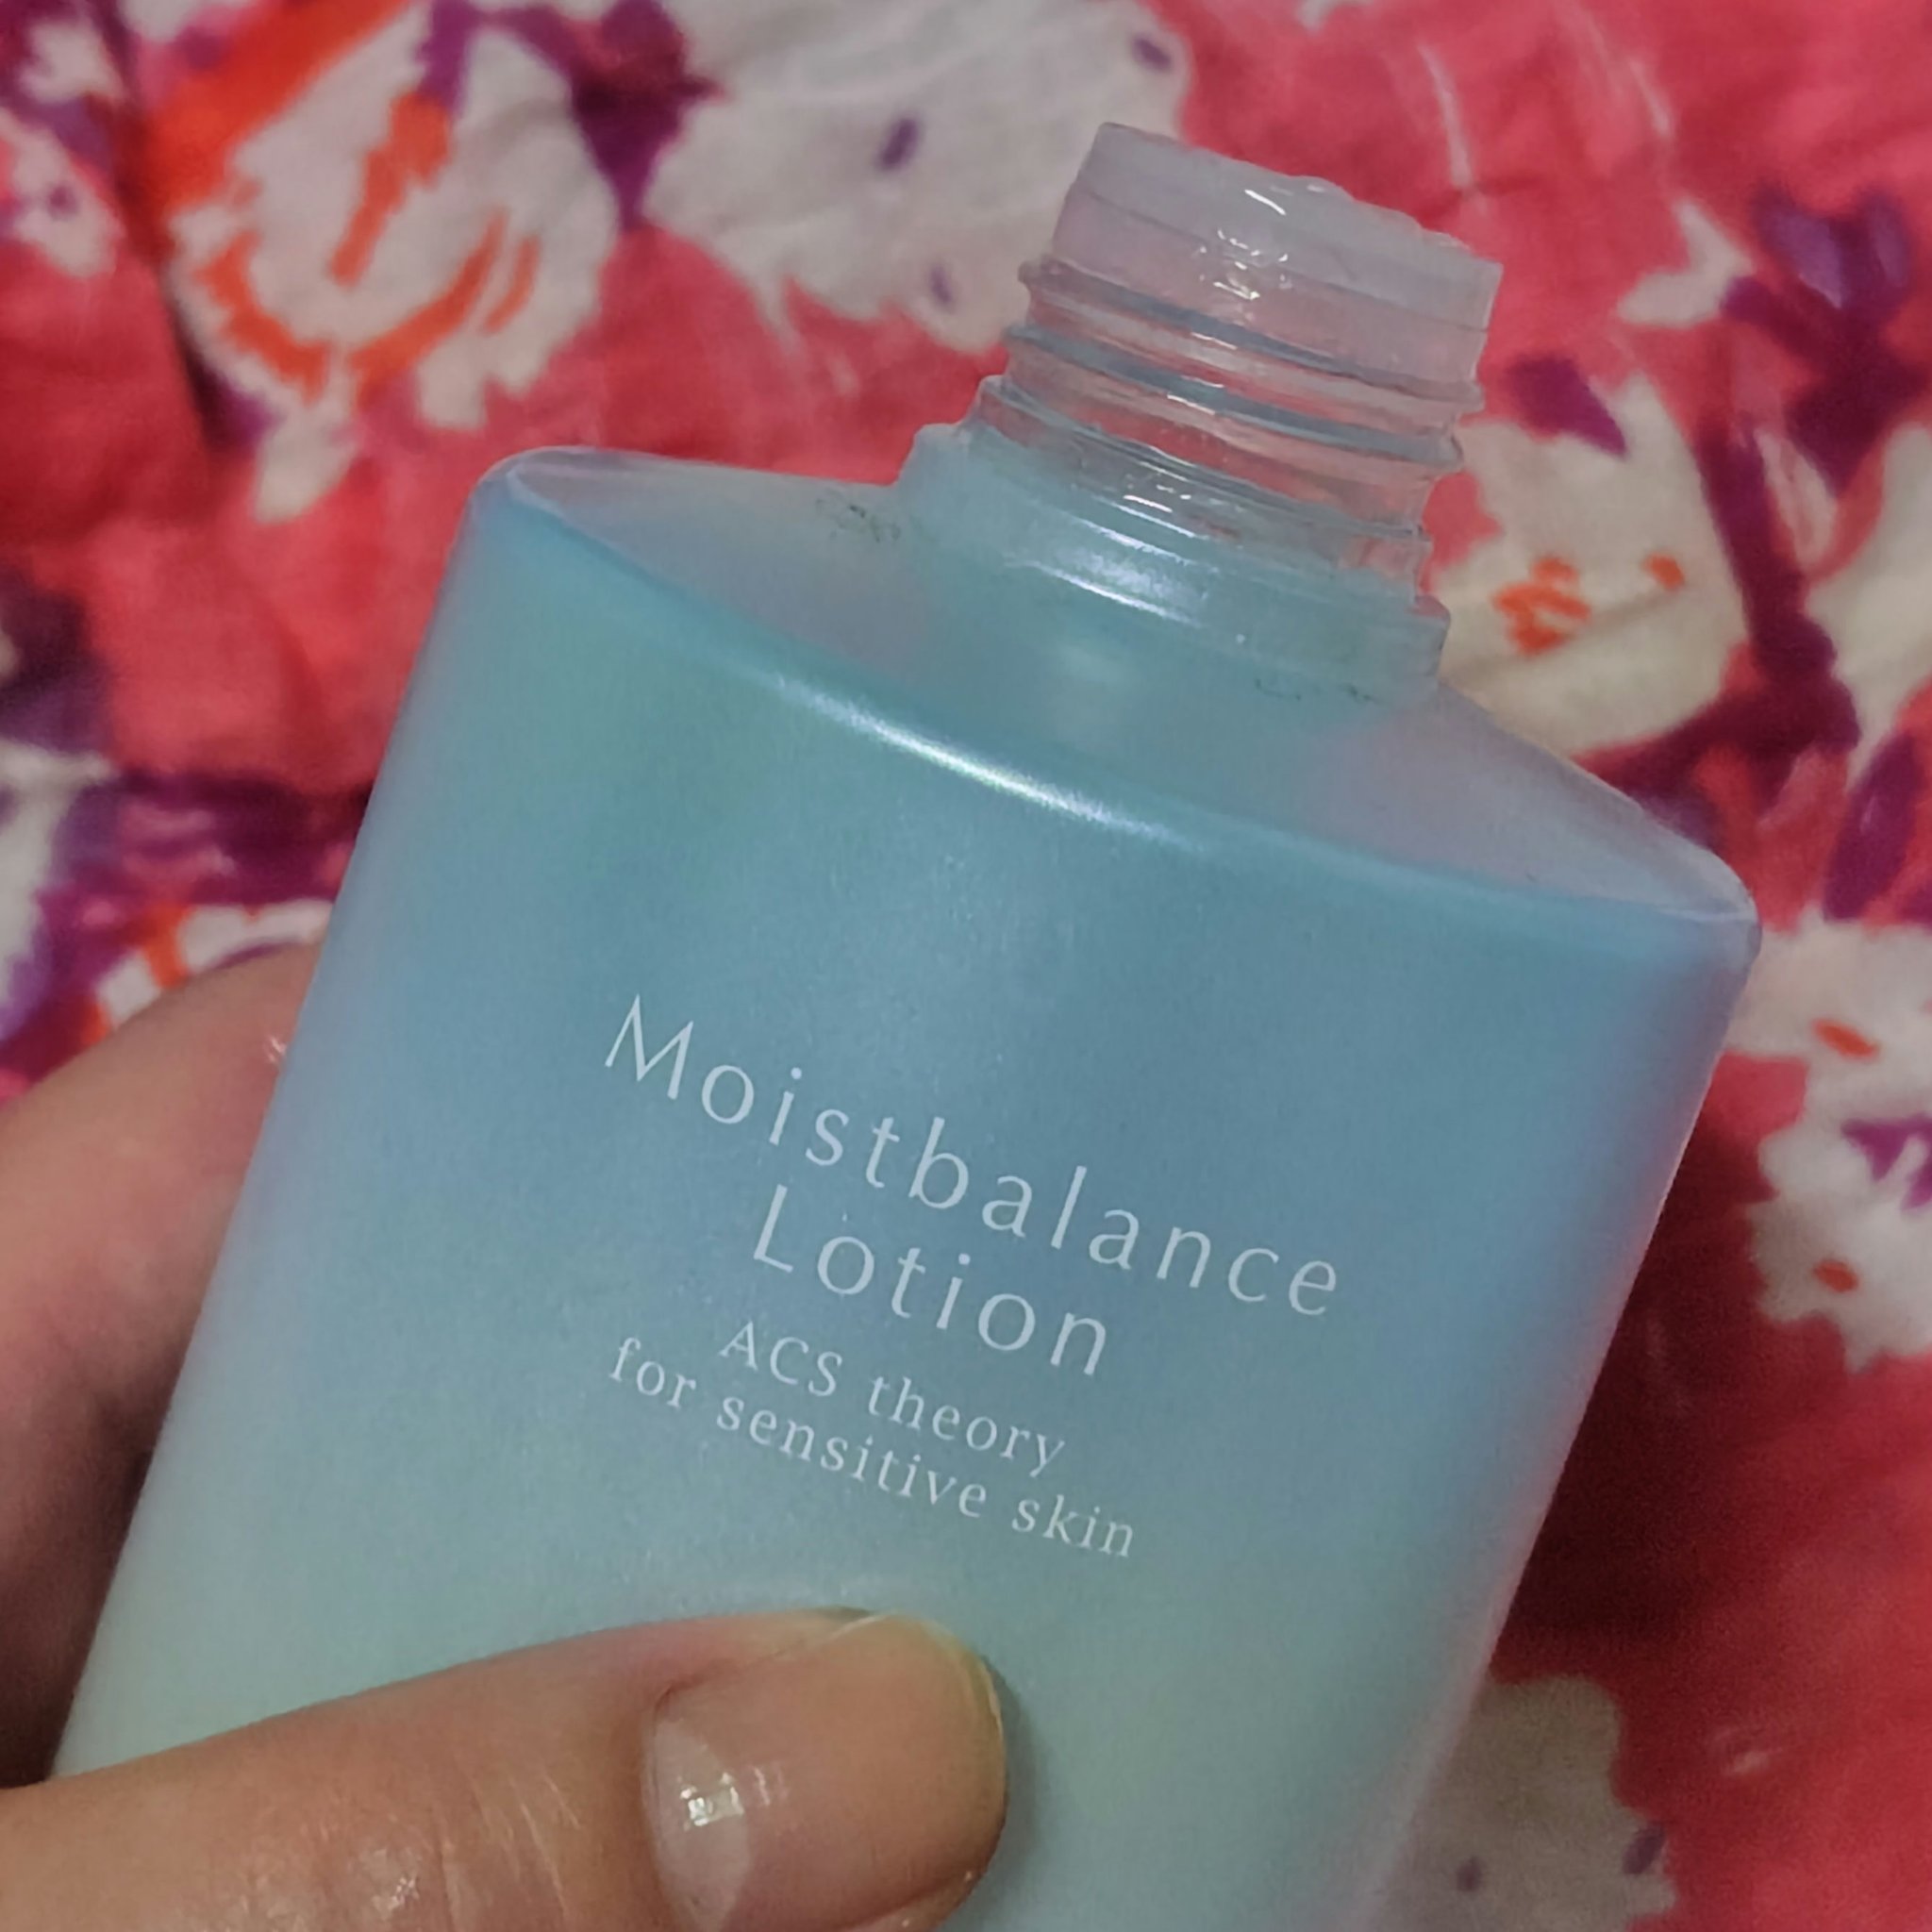 Moistbalance
Lotion
ACS theory
for sensitive skin